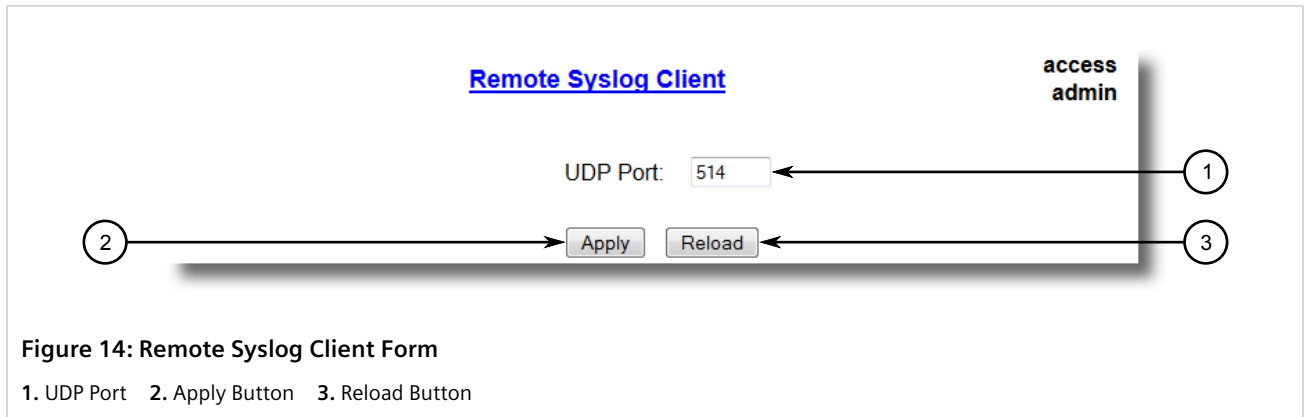 Remote Syslog Client
access
admin
UDP Port: 514
1
2
Apply Reload
3
Figure 14: Remote Syslog Client Form
1. UDP Port 2. Apply Button 3. Reload Button